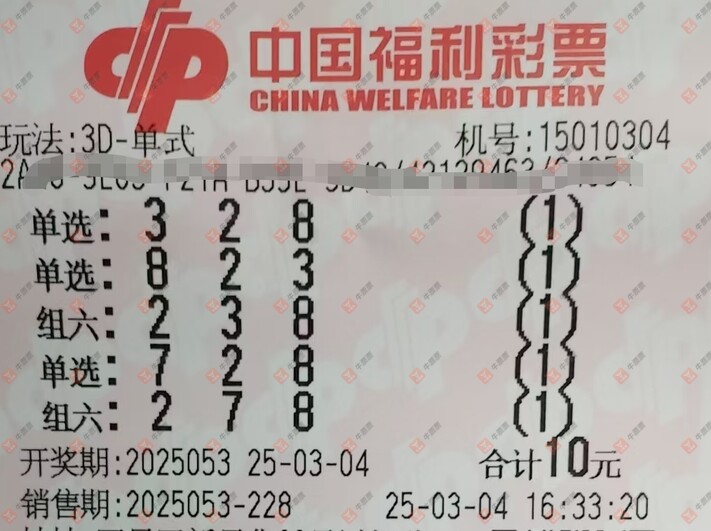 中国福利彩票
CHINA WELFARE LOTTERY
玩法:3D-单式 机号:15010304
单选: 3 2 8 (1)
单选: 8 2 3 (1)
组六: 2 3 8 (1)
单选: 7 2 8 (1)
组六: 2 7 8 (1)
开奖期:2025053 25-03-04 合计10元
销售期:2025053-228 25-03-04 16:33:20